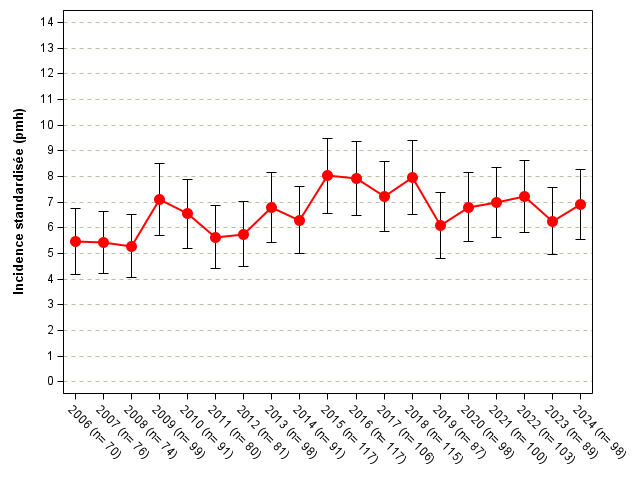 Incidence standardisée (pmh)
14
13
12
11
10
9
8
7
6
5
4
3
2
1
0
2006 (n= 70)
2007 (n= 76)
2008 (n= 74)
2009 (n= 99)
2010 (n= 91)
2011 (n= 80)
2012 (n= 81)
2013 (n= 98)
2014 (n= 91)
2015 (n= 117)
2016 (n= 117)
2017 (n= 106)
2018 (n= 115)
2019 (n= 87)
2020 (n= 98)
2021 (n= 100)
2022 (n= 103)
2023 (n= 89)
2024 (n= 98)